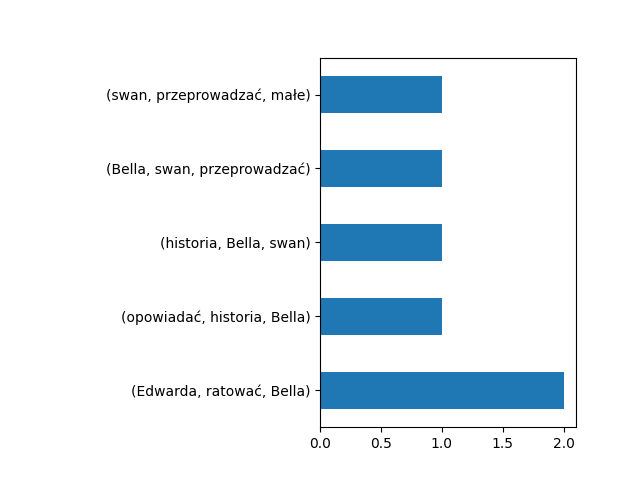 (swan, przeprowadzać, małe)
(Bella, swan, przeprowadzać)
(historia, Bella, swan)
(opowiadać, historia, Bella)
(Edwarda, ratować, Bella)
0.0 0.5 1.0 1.5 2.0